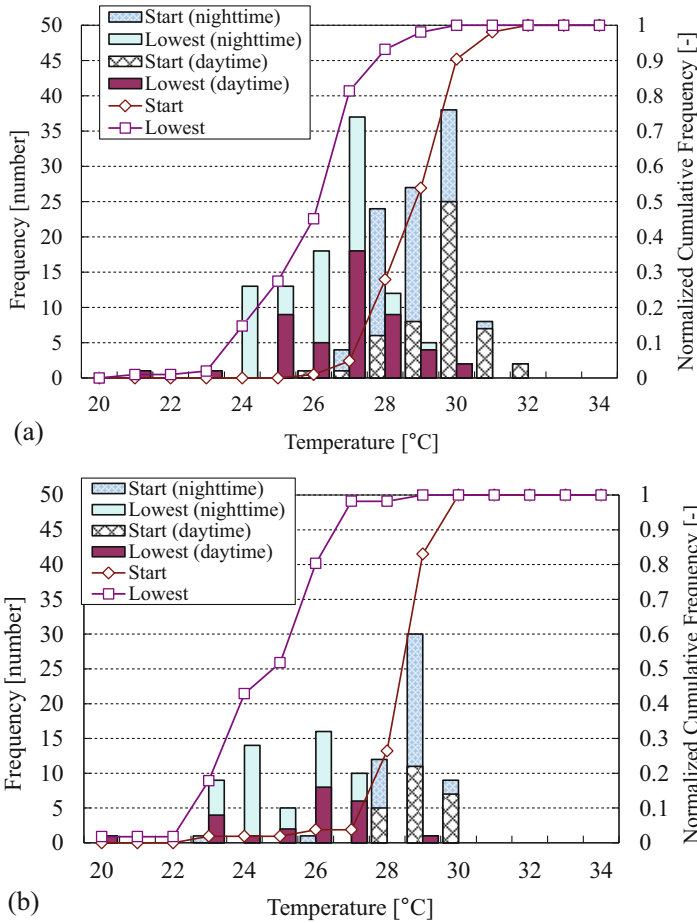 50
45
40
35
30
25
20
15
10
5
0
Frequency [number]
Start (nighttime)
Lowest (nighttime)
Start (daytime)
Lowest (daytime)
Start
Lowest
1
0.9
0.8
0.7
0.6
0.5
0.4
0.3
0.2
0.1
0
Normalized Cumulative Frequency [-]
20 22 24 26 28 30 32 34
Temperature [°C]
(a)
50
45
40
35
30
25
20
15
10
5
0
Frequency [number]
Start (nighttime)
Lowest (nighttime)
Start (daytime)
Lowest (daytime)
Start
Lowest
1
0.9
0.8
0.7
0.6
0.5
0.4
0.3
0.2
0.1
0
Normalized Cumulative Frequency [-]
20 22 24 26 28 30 32 34
Temperature [°C]
(b)